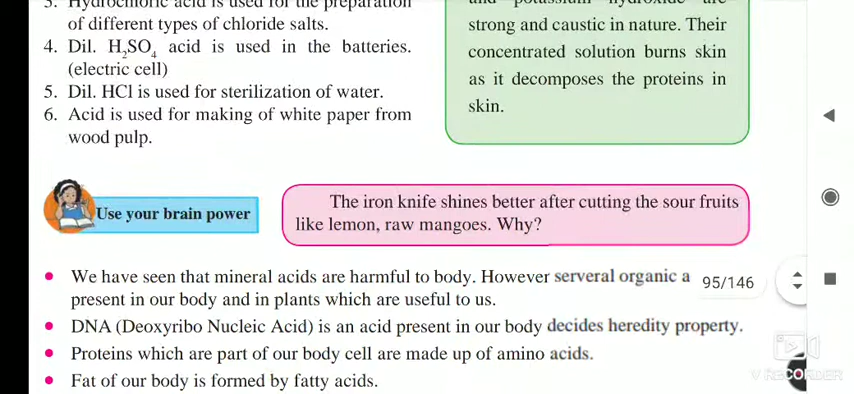 3. Hydrochloric acid is used for the preparation
of different types of chloride salts.
4. Dil. H₂SO₄ acid is used in the batteries.
(electric cell)
5. Dil. HCl is used for sterilization of water.
6. Acid is used for making of white paper from
wood pulp.
and potassium hydroxide are
strong and caustic in nature. Their
concentrated solution burns skin
as it decomposes the proteins in
skin.
Use your brain power
The iron knife shines better after cutting the sour fruits
like lemon, raw mangoes. Why?
• We have seen that mineral acids are harmful to body. However serveral organic a
95/146
present in our body and in plants which are useful to us.
• DNA (Deoxyribo Nucleic Acid) is an acid present in our body decides heredity property.
• Proteins which are part of our body cell are made up of amino acids.
• Fat of our body is formed by fatty acids.
V RECORDER